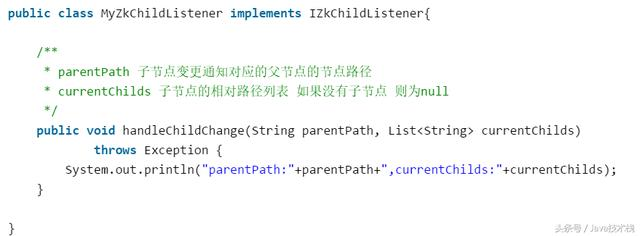 public class MyZkChildListener implements IZkChildListener{
/**
* parentPath 子节点变更通知对应的父节点的节点路径
* currentChilds 子节点的相对路径列表 如果没有子节点 则为null
*/
public void handleChildChange(String parentPath, List<String> currentChilds)
throws Exception {
System.out.println("parentPath:"+parentPath+",currentChilds:"+currentChilds);
}
}
头条号 / Java技术栈